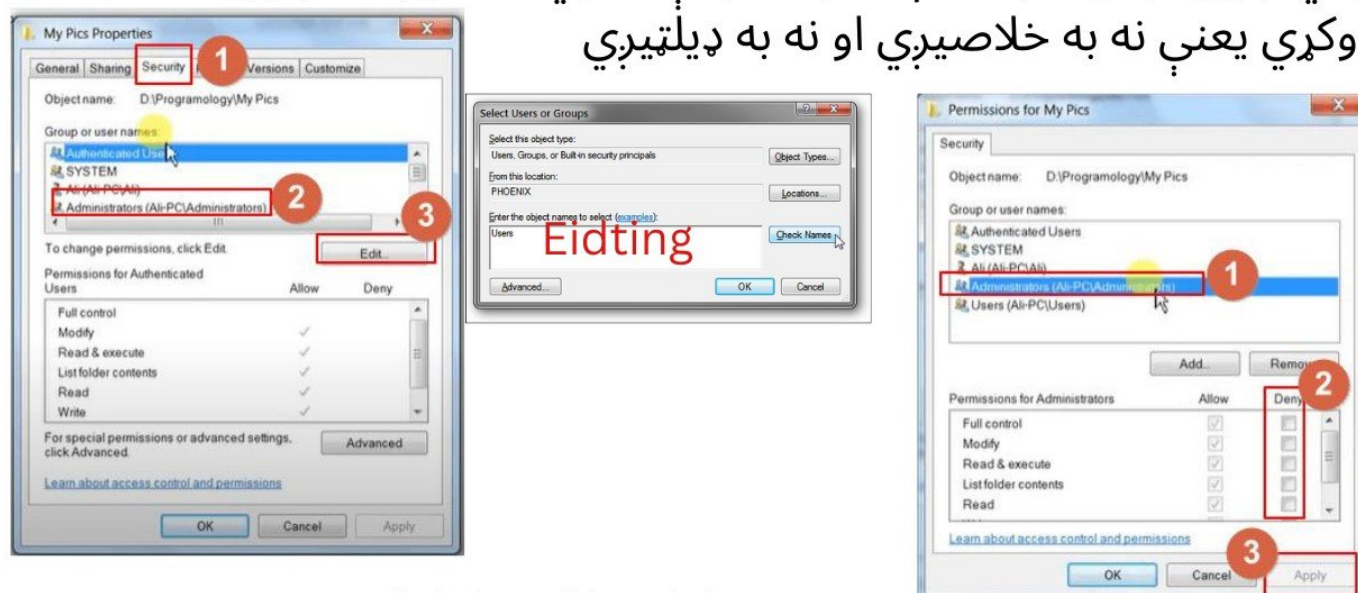 وکړي یعنې نه به خلاصیږي او نه به ډیلټیږي
My Pics Properties
General Sharing Security Versions Customize
1
Object name: D:\Programology\My Pics
Group or user names:
Authenticated Users
SYSTEM
Ali (Ali-PC\Ali)
Administrators (Ali-PC\Administrators)
2
3
To change permissions, click Edit.
Edit...
Permissions for Authenticated Users Allow Deny
Full control
Modify
Read & execute
List folder contents
Read
Write
For special permissions or advanced settings, click Advanced.
Advanced
Learn about access control and permissions
OK Cancel Apply
Select Users or Groups
Select this object type:
Users, Groups, or Built-in security principals
Object Types...
From this location:
PHOENIX
Locations...
Enter the object names to select (examples):
Users
Eidting
Check Names
Advanced...
OK Cancel
Permissions for My Pics
Security
Object name: D:\Programology\My Pics
Group or user names:
Authenticated Users
SYSTEM
Ali (Ali-PC\Ali)
Administrators (Ali-PC\Administrators)
1
Users (Ali-PC\Users)
Add... Remove
2
Permissions for Administrators Allow Deny
Full control
Modify
Read & execute
List folder contents
Read
Learn about access control and permissions
3
OK Cancel Apply